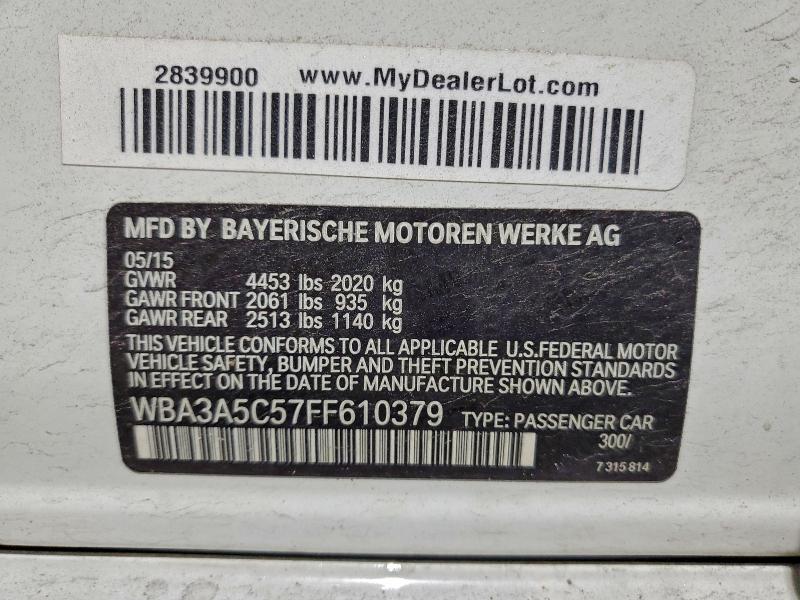 2839900 www.MyDealerLot.com
MFD BY BAYERISCHE MOTOREN WERKE AG
05/15
GVWR 4453 lbs 2020 kg
GAWR FRONT 2061 lbs 935 kg
GAWR REAR 2513 lbs 1140 kg
THIS VEHICLE CONFORMS TO ALL APPLICABLE U.S.FEDERAL MOTOR
VEHICLE SAFETY, BUMPER AND THEFT PREVENTION STANDARDS
IN EFFECT ON THE DATE OF MANUFACTURE SHOWN ABOVE.
WBA3A5C57FF610379 TYPE: PASSENGER CAR
300/
7 315 814